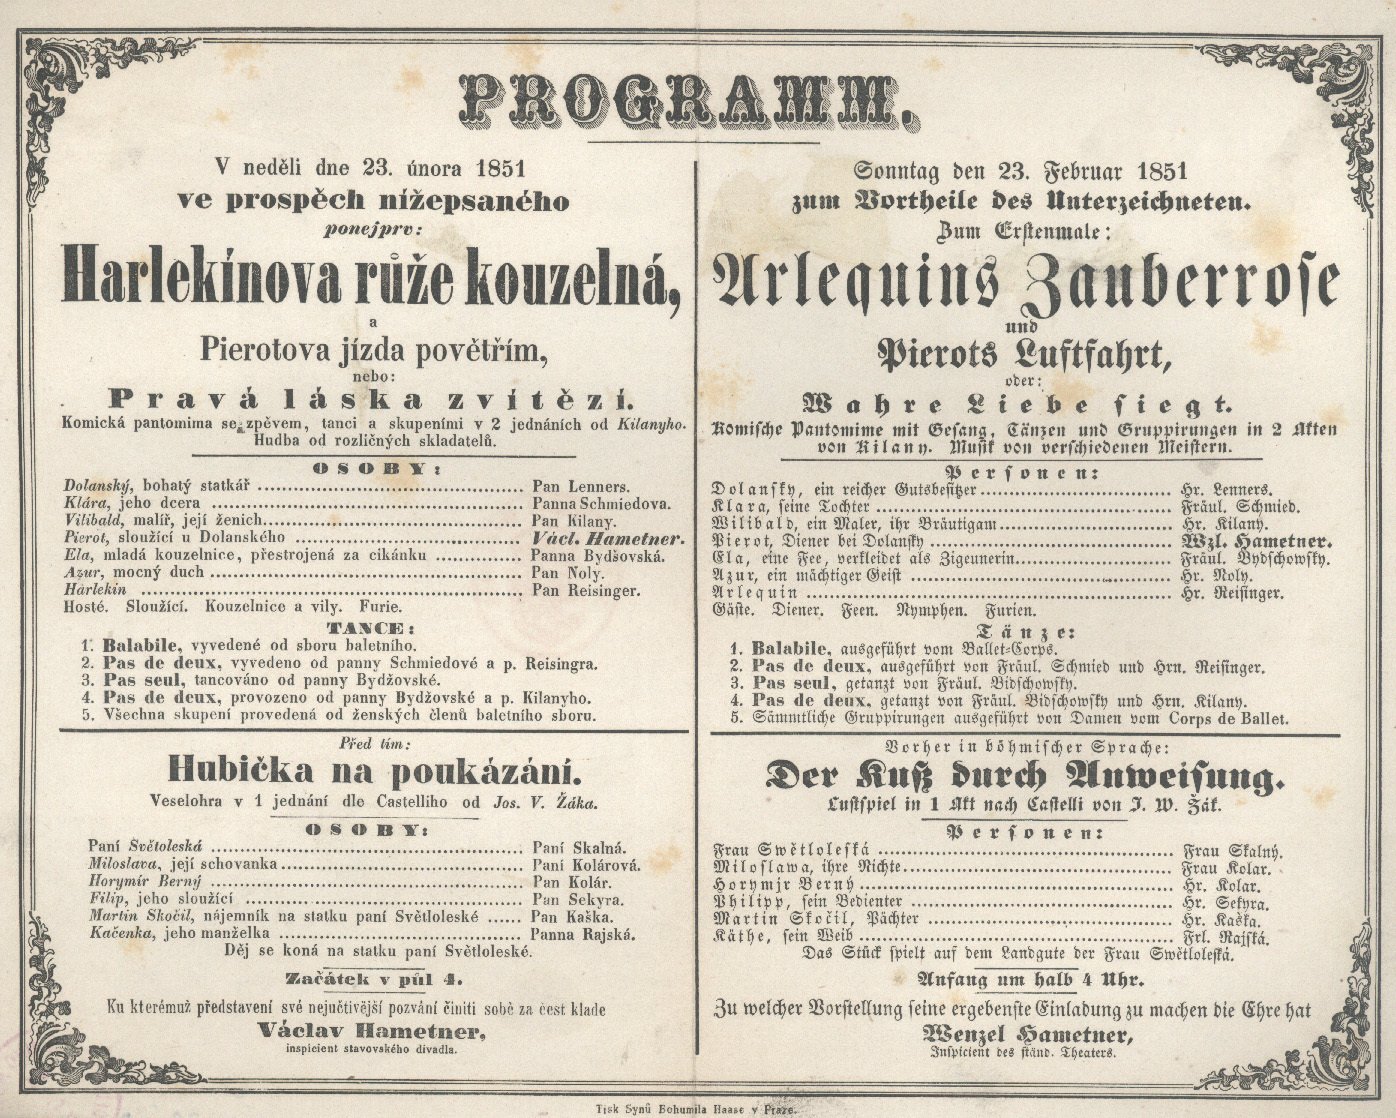 PROGRAMM.
V neděli dne 23. února 1851
ve prospěch nížepsaného
ponejprv:
Harlekínova růže kouzelná,
a
Pierotova jízda povětřím,
nebo:
Pravá láska zvítězí.
Komická pantomima se zpěvem, tanci a skupeními v 2 jednáních od Kilanyho.
Hudba od rozličných skladatelů.
OSOBY:
Dolanský, bohatý statkář ........ Pan Lenners.
Klára, jeho dcera ........ Panna Schmiedova.
Vilibald, malíř, její ženich........ Pan Kilany.
Pierot, sloužící u Dolanského ........ Václ. Hametner.
Ela, mladá kouzelnice, přestrojená za cikánku ........ Panna Bydšovská.
Azur, mocný duch ........ Pan Noly.
Harlekin ........ Pan Reisinger.
Hosté. Sloužící. Kouzelnice a vily. Furie.
TANCE:
1. Balabile, vyvedené od sboru baletního.
2. Pas de deux, vyvedeno od panny Schmiedové a p. Reisingra.
3. Pas seul, tancováno od panny Bydžovské.
4. Pas de deux, provozeno od panny Bydžovské a p. Kilanyho.
5. Všechna skupení provedená od ženských členů baletního sboru.
Před tím:
Hubička na poukázání.
Veselohra v 1 jednání dle Castelliho od Jos. V. Žáka.
OSOBY:
Paní Světoleská ........ Paní Skalná.
Miloslava, její schovanka........ Paní Kolárová.
Horymír Berný ........ Pan Kolár.
Filip, jeho sloužící ........ Pan Sekyra.
Martin Skočil, nájemník na statku paní Světloleské ...... Pan Kaška.
Kačenka, jeho manželka ........ Panna Rajská.
Děj se koná na statku paní Světloleské.
Začátek v půl 4.
Ku kterémuž představení své nejuctivější pozvání činiti sobě za čest klade
Václav Hametner,
inspicient stavovského divadla.
Sonntag den 23. Februar 1851
zum Vortheile des Unterzeichneten.
Zum Erstenmale:
Arlequins Zauberrose
und
Pierots Luftfahrt,
oder:
Wahre Liebe siegt.
Komische Pantomime mit Gesang, Tänzen und Gruppirungen in 2 Akten
von Kilany. Musik von verschiedenen Meistern.
Personen:
Dolansky, ein reicher Gutsbesitzer........ Hr. Lenners.
Klara, seine Tochter ........ Fräul. Schmied.
Wilibald, ein Maler, ihr Bräutigam........ Hr. Kilany.
Pierot, Diener bei Dolansky ........ Wzl. Hametner.
Ela, eine Fee, verkleidet als Zigeunerin........ Fräul. Bydschowsky.
Azur, ein mächtiger Geist ........ Hr. Noly.
Arlequin ........ Hr. Reisinger.
Gäste. Diener. Feen. Nymphen. Furien.
Tänze:
1. Balabile, ausgeführt vom Ballet-Corps.
2. Pas de deux, ausgeführt von Fräul. Schmied und Hrn. Reisinger.
3. Pas seul, getanzt von Fräul. Bidschowsky.
4. Pas de deux, getanzt von Fräul. Bidschowsky und Hrn. Kilany.
5. Sämmtliche Gruppirungen ausgeführt von Damen vom Corps de Ballet.
Vorher in böhmischer Sprache:
Der Kuß durch Anweisung.
Lustspiel in 1 Akt nach Castelli von J. W. Žák.
Personen:
Frau Swětloleská ........ Frau Skalný.
Miloslawa, ihre Nichte........ Frau Kolar.
Horymjr Berný........ Hr. Kolar.
Philipp, sein Bedienter ........ Hr. Sekyra.
Martin Skočil, Pächter ........ Hr. Kaška.
Käthe, sein Weib ........ Frl. Rajská.
Das Stück spielt auf dem Landgute der Frau Swětloleská.
Anfang um halb 4 Uhr.
Zu welcher Vorstellung seine ergebenste Einladung zu machen die Ehre hat
Wenzel Hametner,
Inspicient des ständ. Theaters.
Tisk Synů Bohumila Haase v Praze.